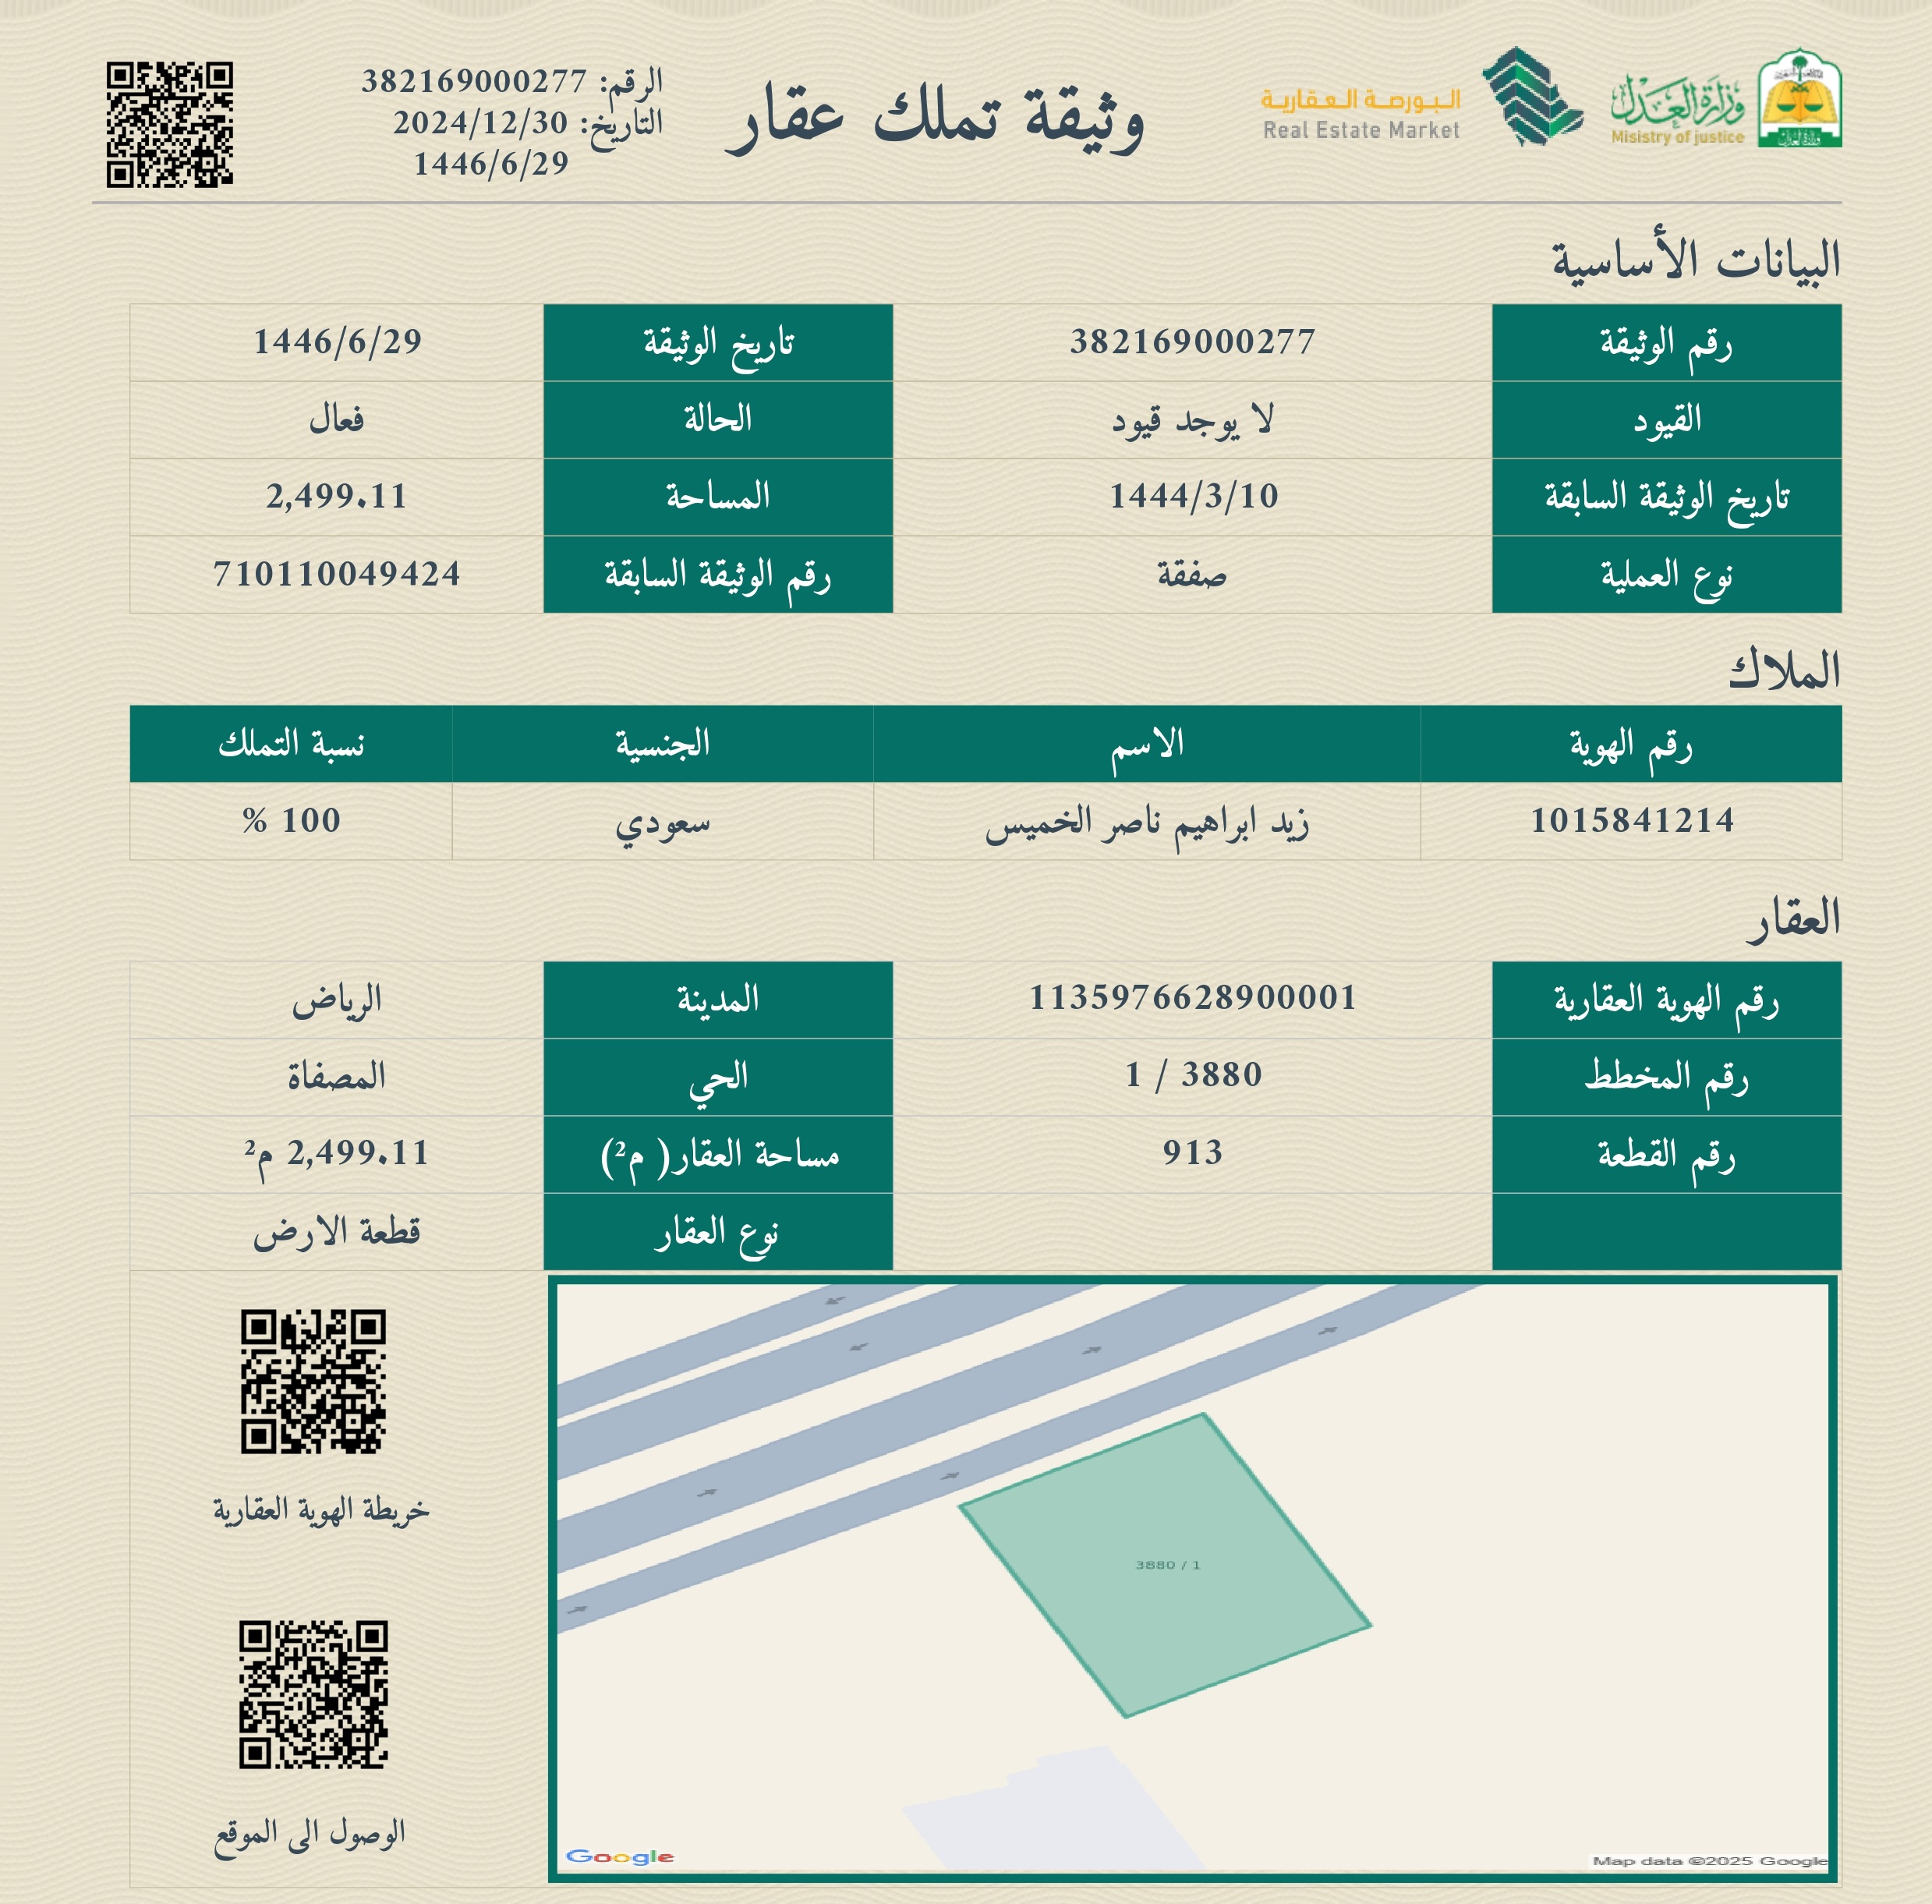 وزارة العدل
Misistry of justice
البورصة العقارية
Real Estate Market
وثيقة تملك عقار
الرقم: 382169000277
التاريخ: 2024/12/30
1446/6/29
البيانات الأساسية
رقم الوثيقة 382169000277 تاريخ الوثيقة 1446/6/29
القيود لا يوجد قيود الحالة فعال
تاريخ الوثيقة السابقة 1444/3/10 المساحة 2,499.11
نوع العملية صفقة رقم الوثيقة السابقة 710110049424
الملاك
رقم الهوية الاسم الجنسية نسبة التملك
1015841214 زيد ابراهيم ناصر الخميس سعودي 100 %
العقار
رقم الهوية العقارية 1135976628900001 المدينة الرياض
رقم المخطط 3880 / 1 الحي المصفاة
رقم القطعة 913 مساحة العقار( م²) 2,499.11 م²
نوع العقار قطعة الارض
3880 / 1
خريطة الهوية العقارية
الوصول الى الموقع
Google
Map data ©2025 Google